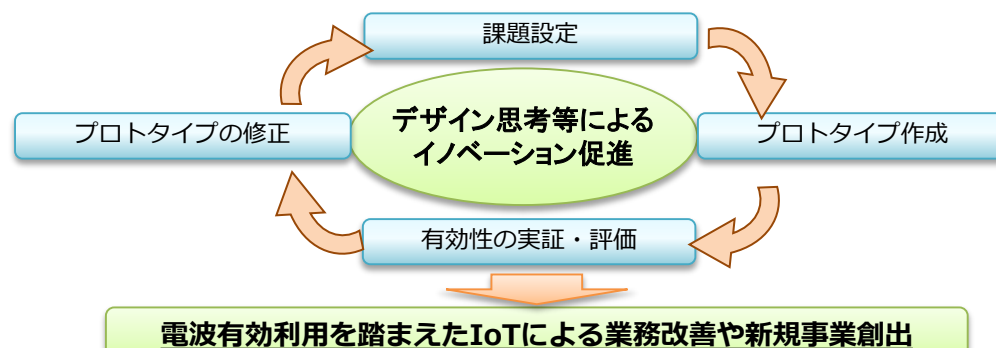 課題設定
デザイン思考等による
イノベーション促進
プロトタイプの修正
プロトタイプ作成
有効性の実証・評価
電波有効利用を踏まえたIoTによる業務改善や新規事業創出